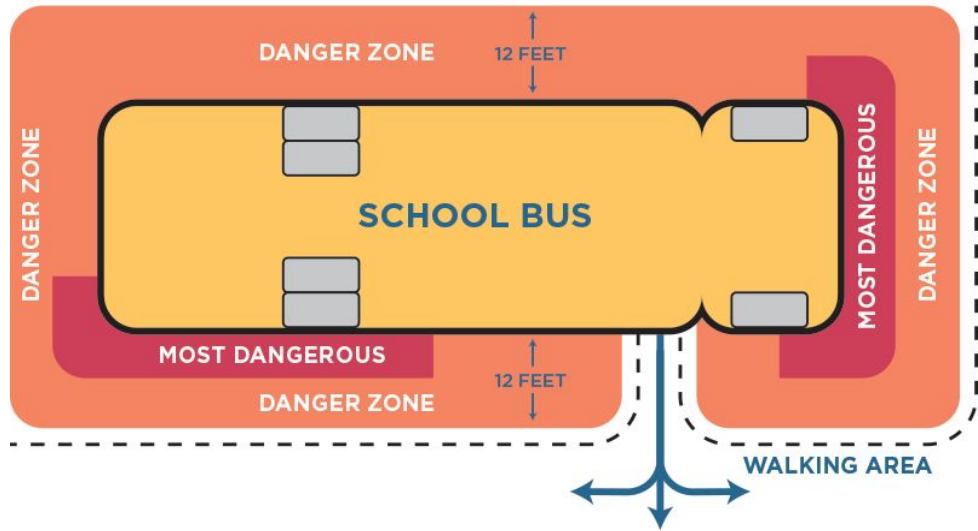 DANGER ZONE
12 FEET
DANGER ZONE
SCHOOL BUS
MOST DANGEROUS
DANGER ZONE
MOST DANGEROUS
12 FEET
DANGER ZONE
WALKING AREA